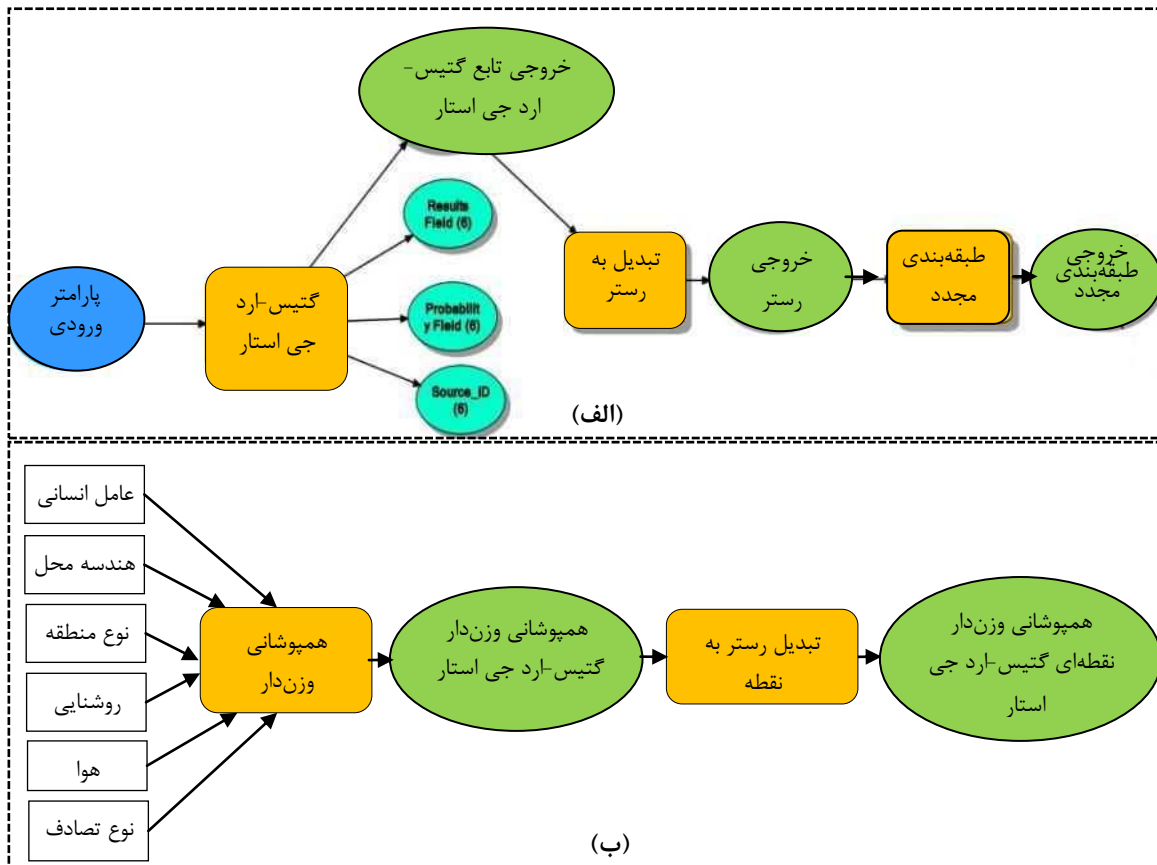 خروجی تابع گتیس-
ارد جی استار
Results
Field (6)
Probabilit
y Field (6)
Source_ID
(6)
پارامتر
ورودی
گتیس-ارد
جی استار
تبدیل به
رستر
خروجی
رستر
طبقه‌بندی
مجدد
خروجی
طبقه‌بندی
مجدد
(الف)
عامل انسانی
هندسه محل
نوع منطقه
روشنایی
هوا
نوع تصادف
همپوشانی
وزن‌دار
همپوشانی وزن‌دار
گتیس-ارد جی استار
تبدیل رستر به
نقطه
همپوشانی وزن‌دار
نقطه‌ای گتیس-ارد جی
استار
(ب)